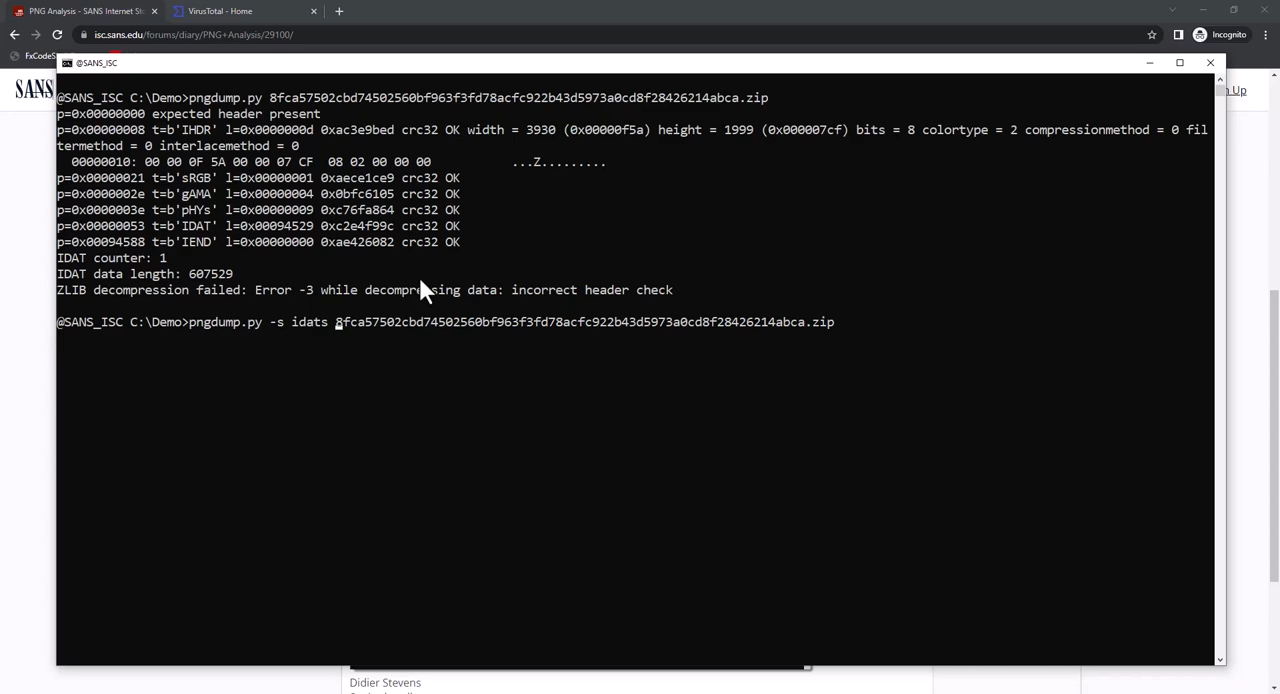 PNG Analysis - SANS Internet St
VirusTotal - Home
isc.sans.edu/forums/diary/PNG+Analysis/29100/
Incognito
FxCodeS
@SANS_ISC
SANS
Up
@SANS_ISC C:\Demo>pngdump.py 8fca57502cbd74502560bf963f3fd78acfc922b43d5973a0cd8f28426214abca.zip
p=0x00000000 expected header present
p=0x00000008 t=b'IHDR' l=0x0000000d 0xac3e9bed crc32 OK width = 3930 (0x00000f5a) height = 1999 (0x000007cf) bits = 8 colortype = 2 compressionmethod = 0 fil
termethod = 0 interlacemethod = 0
00000010: 00 00 0F 5A 00 00 07 CF  08 02 00 00 00 ...Z.........
p=0x00000021 t=b'sRGB' l=0x00000001 0xaece1ce9 crc32 OK
p=0x0000002e t=b'gAMA' l=0x00000004 0x0bfc6105 crc32 OK
p=0x0000003e t=b'pHYs' l=0x00000009 0xc76fa864 crc32 OK
p=0x00000053 t=b'IDAT' l=0x00094529 0xc2e4f99c crc32 OK
p=0x00094588 t=b'IEND' l=0x00000000 0xae426082 crc32 OK
IDAT counter: 1
IDAT data length: 607529
ZLIB decompression failed: Error -3 while decompressing data: incorrect header check
@SANS_ISC C:\Demo>pngdump.py -s idats 8fca57502cbd74502560bf963f3fd78acfc922b43d5973a0cd8f28426214abca.zip
Didier Stevens